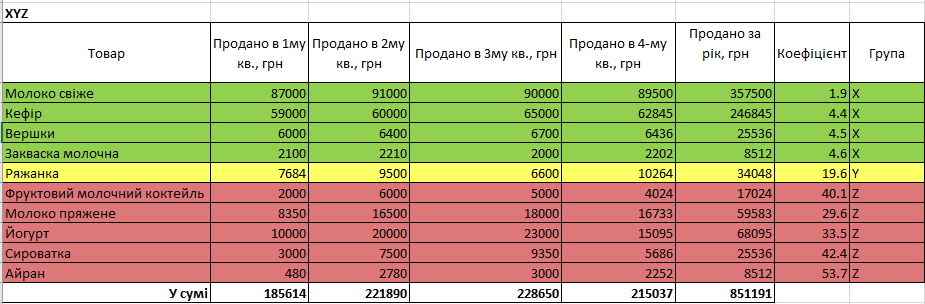 XYZ
Товар Продано в 1му кв., грн Продано в 2му кв., грн Продано в 3му кв., грн Продано в 4-му кв., грн Продано за рік, грн Коефіцієнт Група
Молоко свіже 87000 91000 90000 89500 357500 1.9 X
Кефір 59000 60000 65000 62845 246845 4.4 X
Вершки 6000 6400 6700 6436 25536 4.5 X
Закваска молочна 2100 2210 2000 2202 8512 4.6 X
Ряжанка 7684 9500 6600 10264 34048 19.6 Y
Фруктовий молочний коктейль 2000 6000 5000 4024 17024 40.1 Z
Молоко пряжене 8350 16500 18000 16733 59583 29.6 Z
Йогурт 10000 20000 23000 15095 68095 33.5 Z
Сироватка 3000 7500 9350 5686 25536 42.4 Z
Айран 480 2780 3000 2252 8512 53.7 Z
У сумі 185614 221890 228650 215037 851191